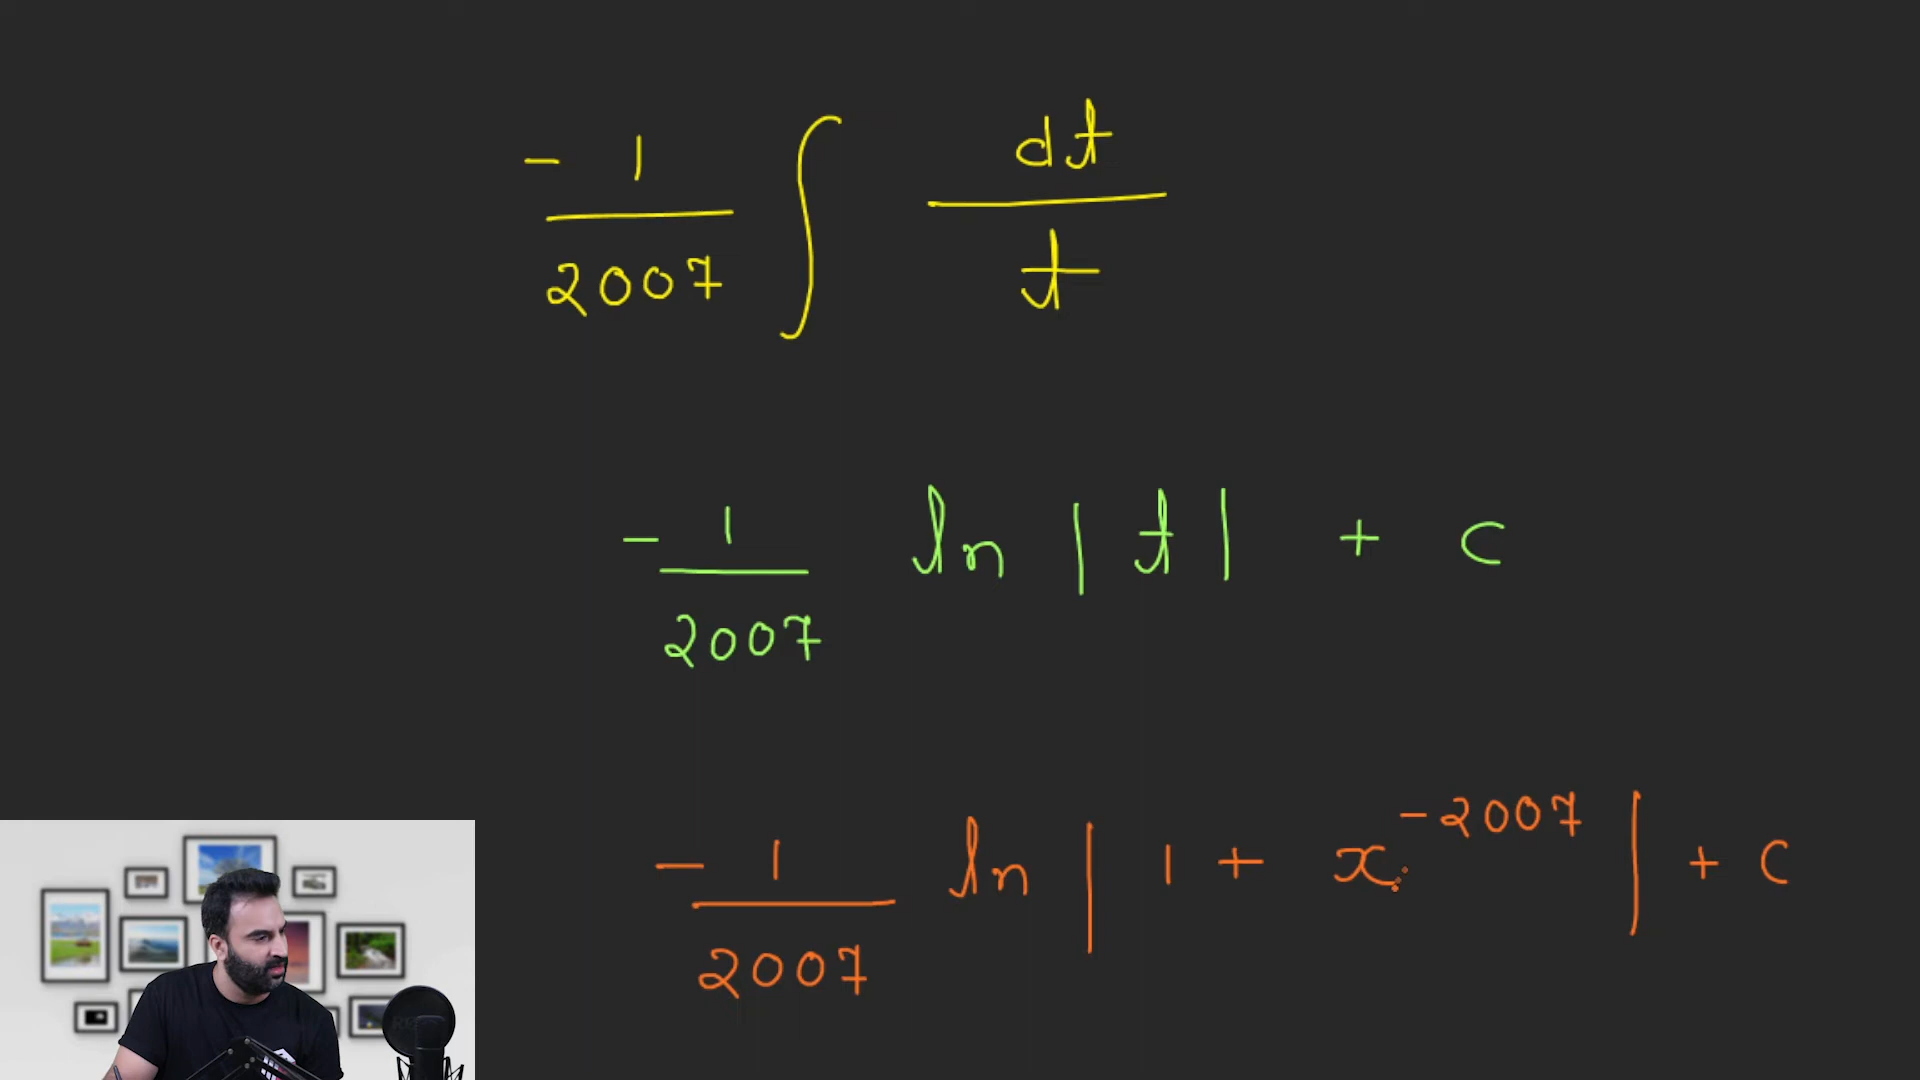 - 1/2007 ∫ dt/t
- 1/2007 ln | t | + c
- 1/2007 ln | 1 + x^-2007 | + c